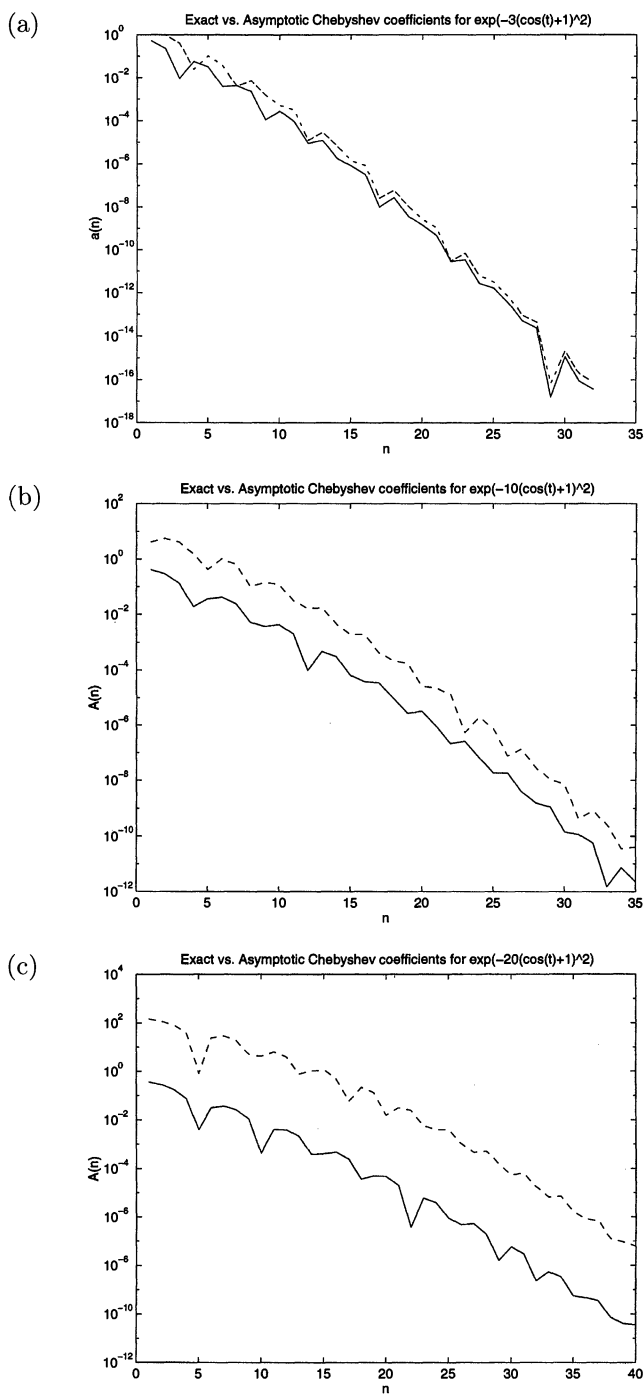 (a)
Exact vs. Asymptotic Chebyshev coefficients for exp(-3(cos(t)+1)^2)
10^0
10^-2
10^-4
10^-6
10^-8
10^-10
10^-12
10^-14
10^-16
10^-18
a(n)
0 5 10 15 20 25 30 35
n
(b)
Exact vs. Asymptotic Chebyshev coefficients for exp(-10(cos(t)+1)^2)
10^2
10^0
10^-2
10^-4
10^-6
10^-8
10^-10
10^-12
A(n)
0 5 10 15 20 25 30 35
n
(c)
Exact vs. Asymptotic Chebyshev coefficients for exp(-20(cos(t)+1)^2)
10^4
10^2
10^0
10^-2
10^-4
10^-6
10^-8
10^-10
10^-12
A(n)
0 5 10 15 20 25 30 35 40
n